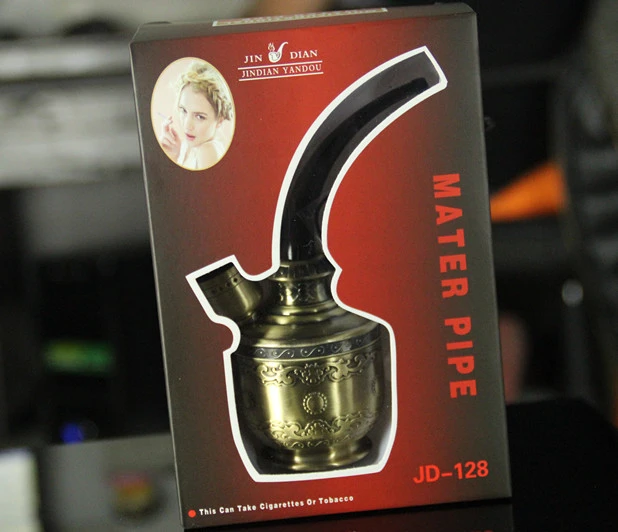 JIN DIAN
JINDIAN YANDOU
MATER PIPE
JD-128
This Can Take Cigarettes Or Tobacco